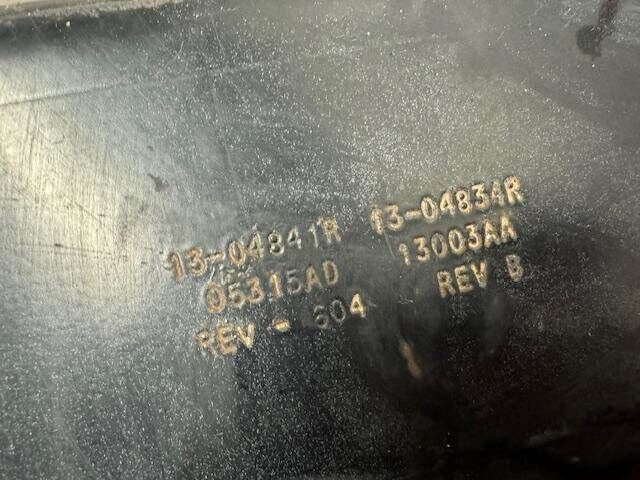 13-04841R
05315AD
REV - 604
13-04834R
13003AA
REV B